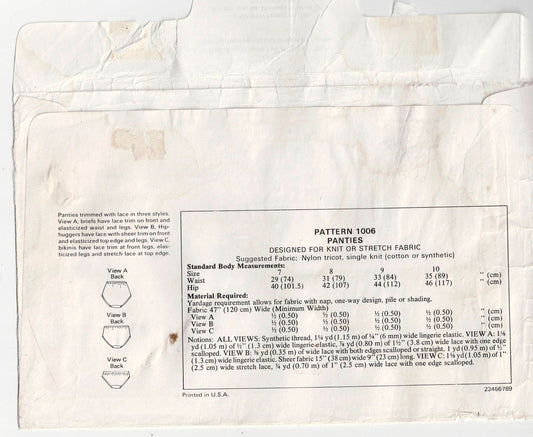 Panties trimmed with lace in three styles.
View A, briefs have lace trim on front and
elasticized waist and legs. View B, Hip-
huggers have lace with sheer trim on front
and elasticized top edge and legs. View C,
bikinis have lace trim at front legs, elas-
ticized legs and stretch lace at top edge.
View A
Back
View B
Back
View C
Back
PATTERN 1006
PANTIES
DESIGNED FOR KNIT OR STRETCH FABRIC
Suggested Fabric: Nylon tricot, single knit (cotton or synthetic)
Standard Body Measurements:
Size 7 8 9 10
Waist 29 (74) 31 (79) 33 (84) 35 (89) " (cm)
Hip 40 (101.5) 42 (107) 44 (112) 46 (117) " (cm)
Material Required:
Yardage requirement allows for fabric with nap, one-way design, pile or shading.
Fabric 47" (120 cm) Wide (Minimum Width)
View A ½ (0.50) ½ (0.50) ½ (0.50) ½ (0.50)
View B ½ (0.50) ½ (0.50) ½ (0.50) ½ (0.50)
View C ½ (0.50) ½ (0.50) ½ (0.50) ½ (0.50)
Notions: ALL VIEWS: Synthetic thread, 1¼ yd (1.15 m) of ¼" (6 mm) wide lingerie elastic. VIEW A: 1⅛
yd (1.05 m) of ½" (1.3 cm) wide lingerie elastic, ⅞ yd (0.80 m) of 1½" (3.8 cm) wide lace with one edge
scalloped. VIEW B: ⅜ yd (0.35 m) of wide lace with both edges scalloped or straight. 1 yd (0.95 m) of ½"
(1.3 cm) wide lingerie elastic. Sheer fabric 15" (38 cm) wide 9" (23 cm) long. VIEW C: 1⅛ yd (1.05 m) of 1"
(2.5 cm) wide stretch lace, ¾ yd (0.70 m) of 1" (2.5 cm) wide lace with one edge scalloped.
Printed in U.S.A.
23456789